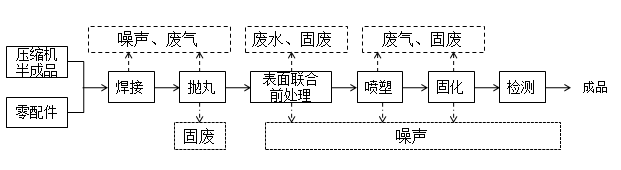 噪声、废气
废水、固废
废气、固废
压缩机
半成品
零配件
焊接
抛丸
表面联合
前处理
喷塑
固化
检测
成品
固废
噪声